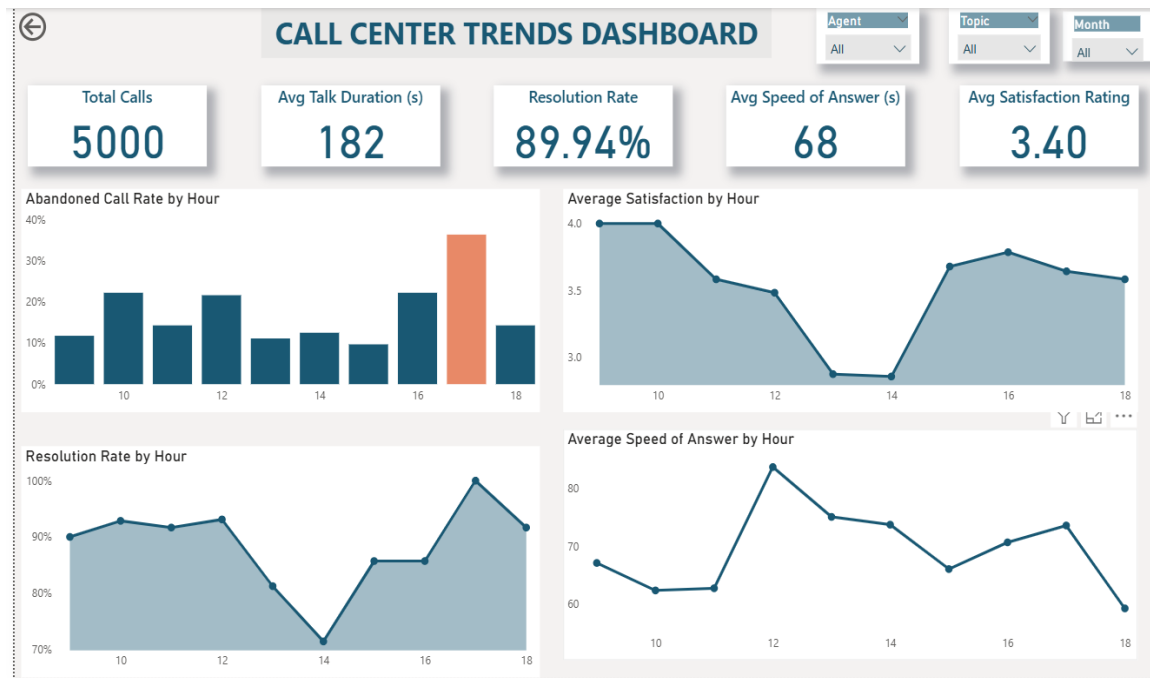 CALL CENTER TRENDS DASHBOARD
Agent
All
Topic
All
Month
All
Total Calls
5000
Avg Talk Duration (s)
182
Resolution Rate
89.94%
Avg Speed of Answer (s)
68
Avg Satisfaction Rating
3.40
Abandoned Call Rate by Hour
40%
30%
20%
10%
0%
10 12 14 16 18
Average Satisfaction by Hour
4.0
3.5
3.0
10 12 14 16 18
Resolution Rate by Hour
100%
90%
80%
70%
10 12 14 16 18
Average Speed of Answer by Hour
80
70
60
10 12 14 16 18